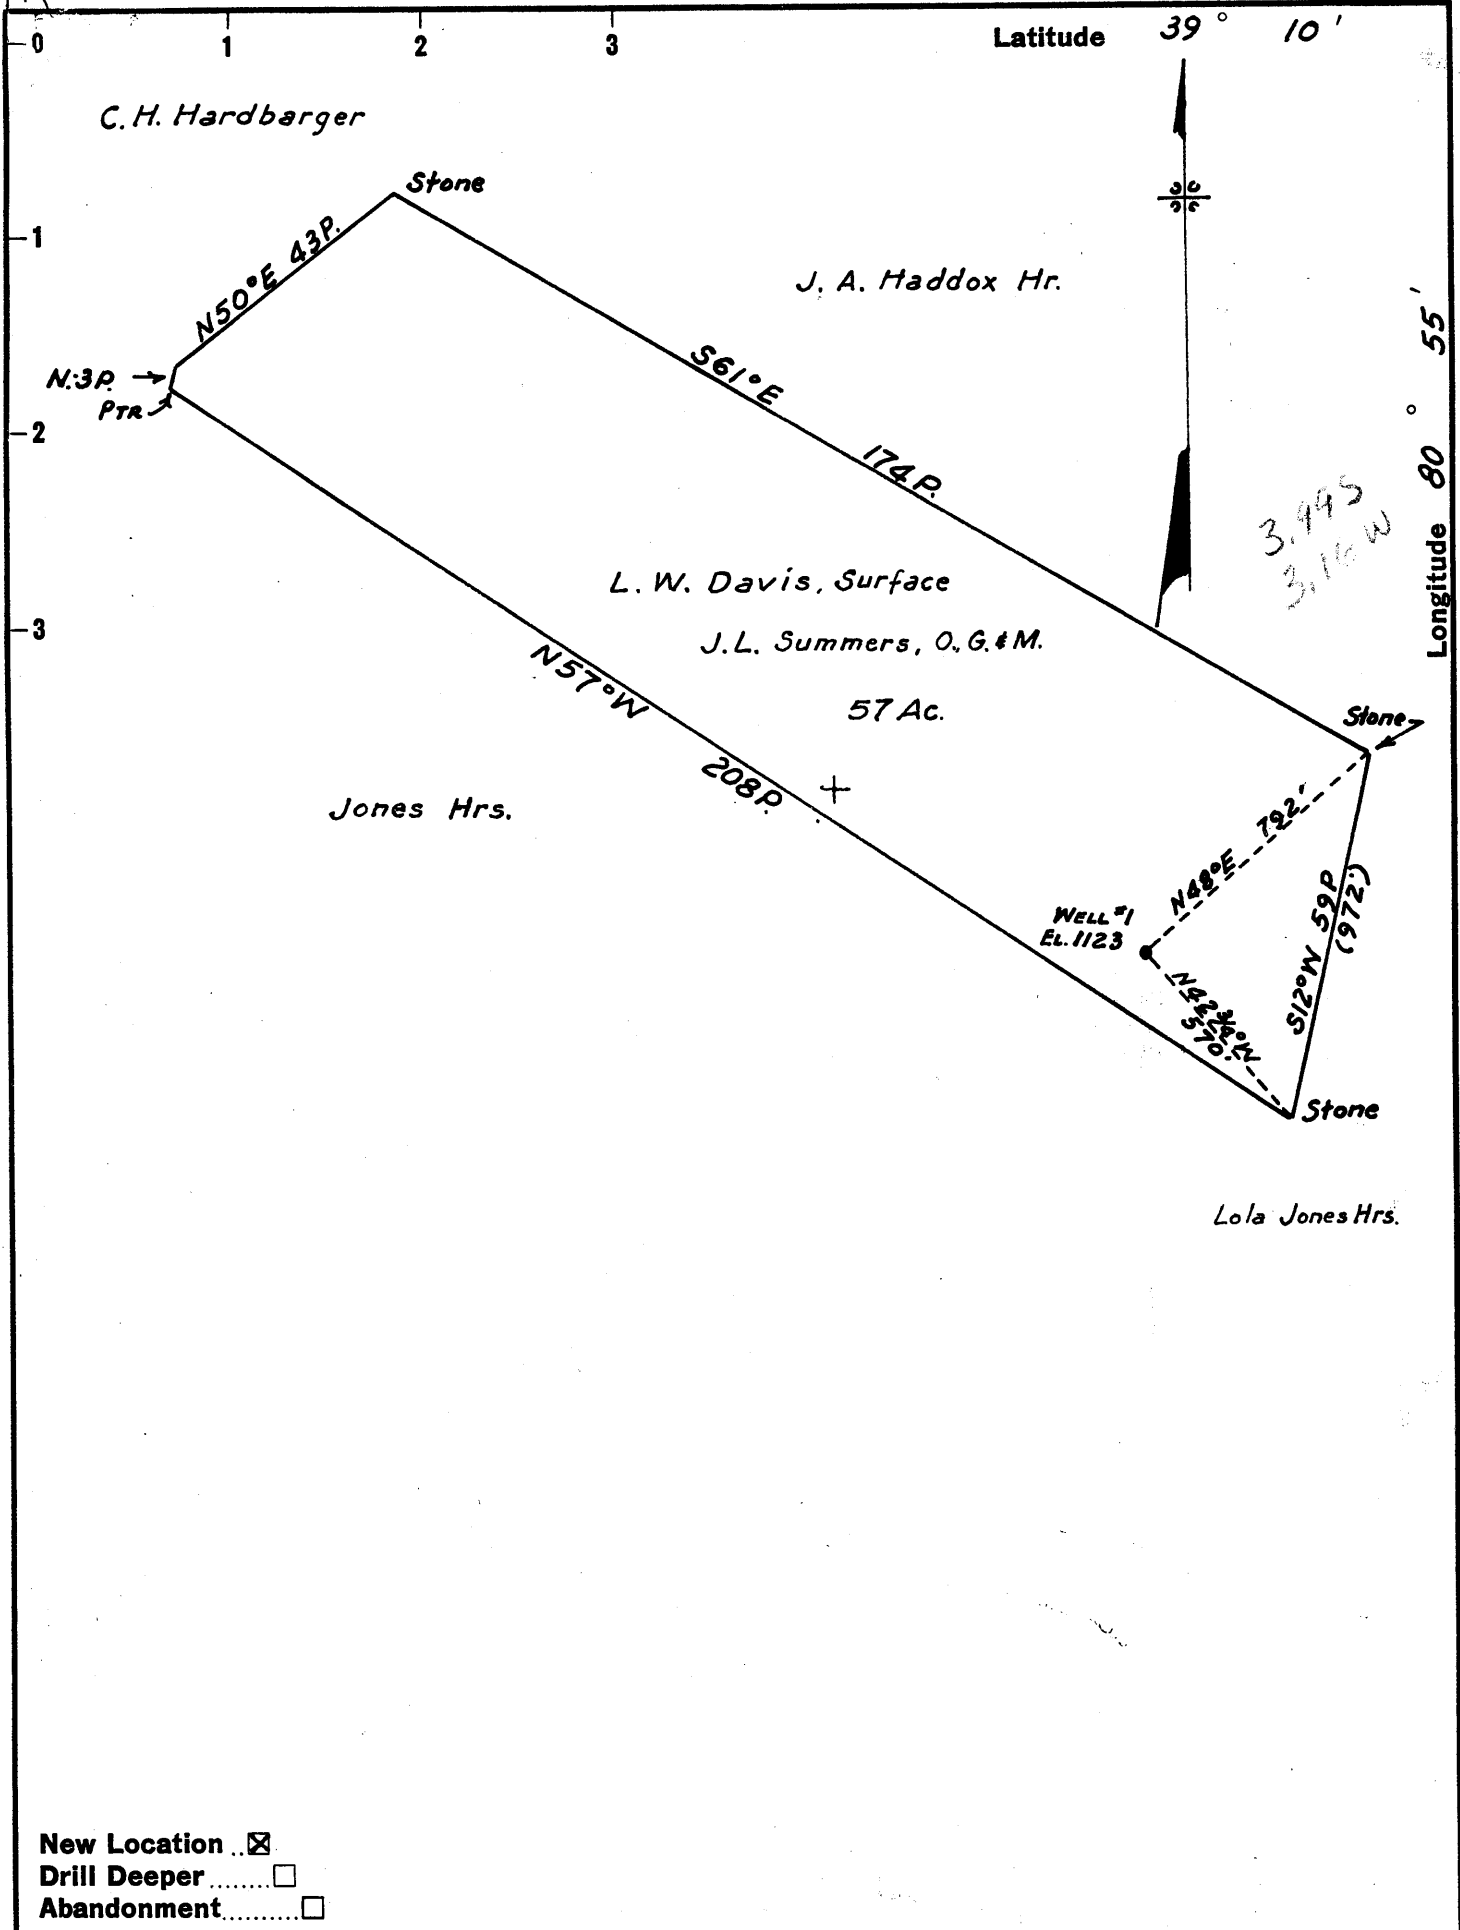 0 1 2 3 Latitude 39° 10'
C. H. Hardbarger
Stone
N50°E 43P.
1
J. A. Haddox Hr.
Longitude 80° 55'
N.3P.
PTR
S61°E 174P.
2
L. W. Davis, Surface
3
J.L. Summers, O., G. & M.
57 Ac.
N57°W 208P.
Stone
Jones Hrs.
N48°E 792'
WELL #1
EL. 1123
S12°W 59P
(972')
N42¾°W
570'
Stone
Lola Jones Hrs.
New Location .. ☒
Drill Deeper ........ ☐
Abandonment .......... ☐